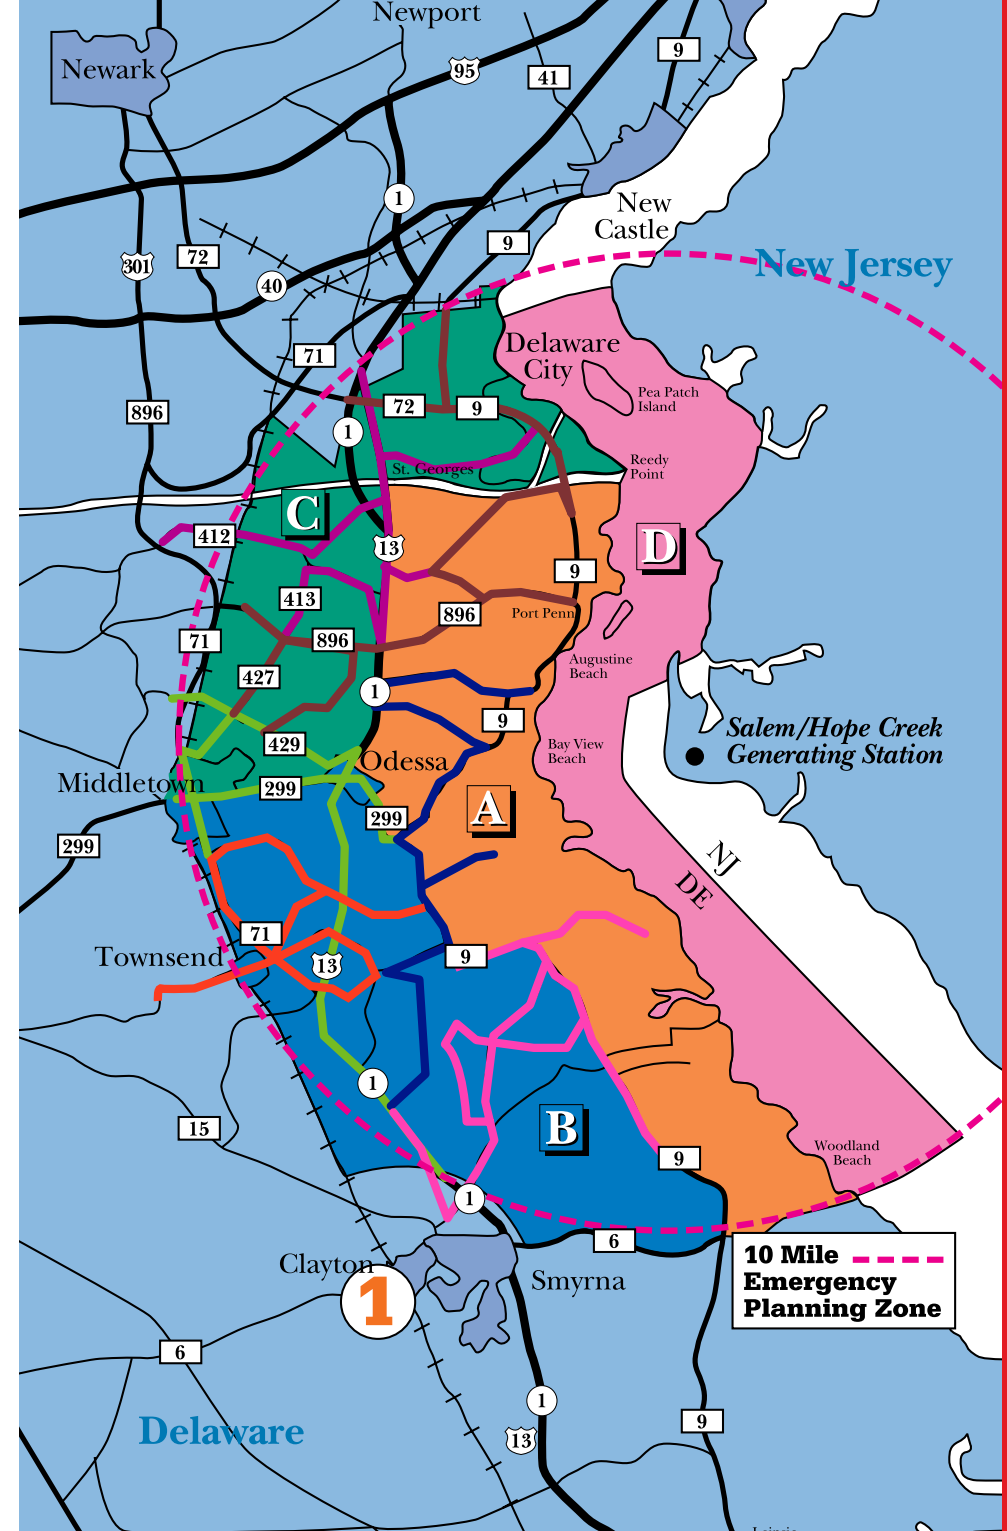 Newport
Newark
95
41
9
1
New
Castle
301
72
9
40
New Jersey
71
Delaware
City
Pea Patch
Island
896
72
9
1
St. Georges
Reedy
Point
C
412
13
D
413
9
896
Port Penn
71
896
427
Augustine
Beach
1
9
Salem/Hope Creek
Generating Station
429
Odessa
Bay View
Beach
Middletown
299
A
299
299
NJ
DE
71
Townsend
13
9
1
15
B
9
Woodland
Beach
1
6
Clayton
1
Smyrna
10 Mile
Emergency
Planning Zone
6
Delaware
1
13
9